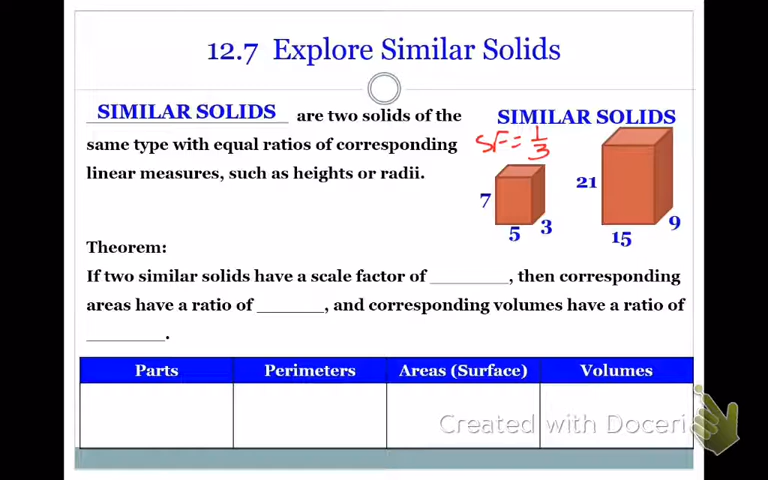 12.7 Explore Similar Solids
SIMILAR SOLIDS are two solids of the
same type with equal ratios of corresponding
linear measures, such as heights or radii.
SIMILAR SOLIDS
SF = 1/3
7
5
3
21
15
9
Theorem:
If two similar solids have a scale factor of ________, then corresponding
areas have a ratio of _______, and corresponding volumes have a ratio of
________.
Parts Perimeters Areas (Surface) Volumes
Created with Doceri